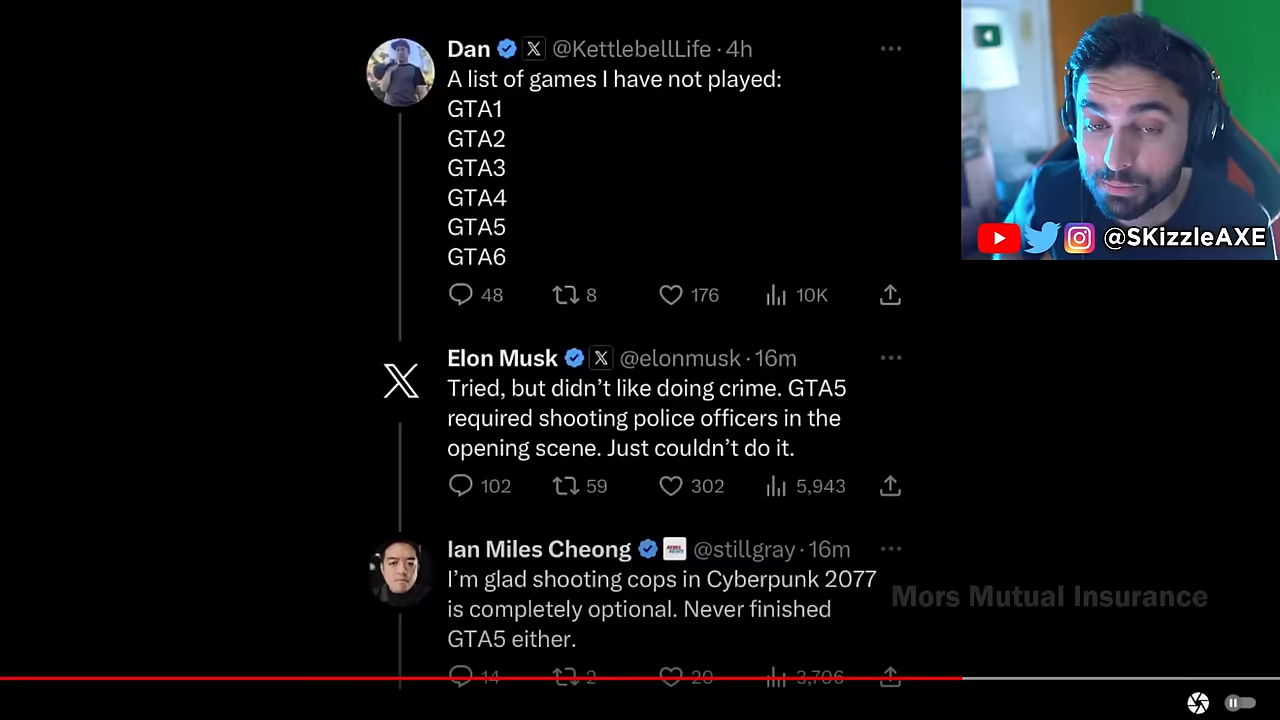 Dan @KettlebellLife · 4h
A list of games I have not played:
GTA1
GTA2
GTA3
GTA4
GTA5
GTA6
48 8 176 10K
@SKizzleAXE
Elon Musk @elonmusk · 16m
Tried, but didn’t like doing crime. GTA5
required shooting police officers in the
opening scene. Just couldn’t do it.
102 59 302 5,943
Ian Miles Cheong @stillgray · 16m
I’m glad shooting cops in Cyberpunk 2077
is completely optional. Never finished
GTA5 either.
Mors Mutual Insurance
14 2 20 3,706